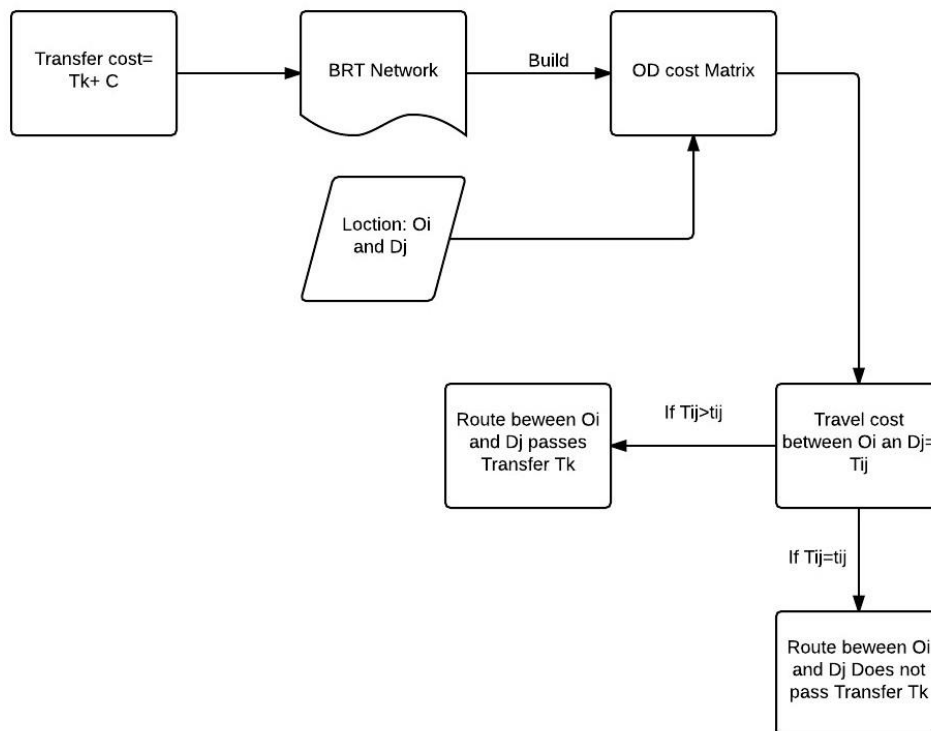 Transfer cost=
Tk+ C
BRT Network
Build
OD cost Matrix
Loction: Oi
and Dj
Route beween Oi
and Dj passes
Transfer Tk
If Tij>tij
Travel cost
between Oi an Dj=
Tij
If Tij=tij
Route beween Oi
and Dj Does not
pass Transfer Tk